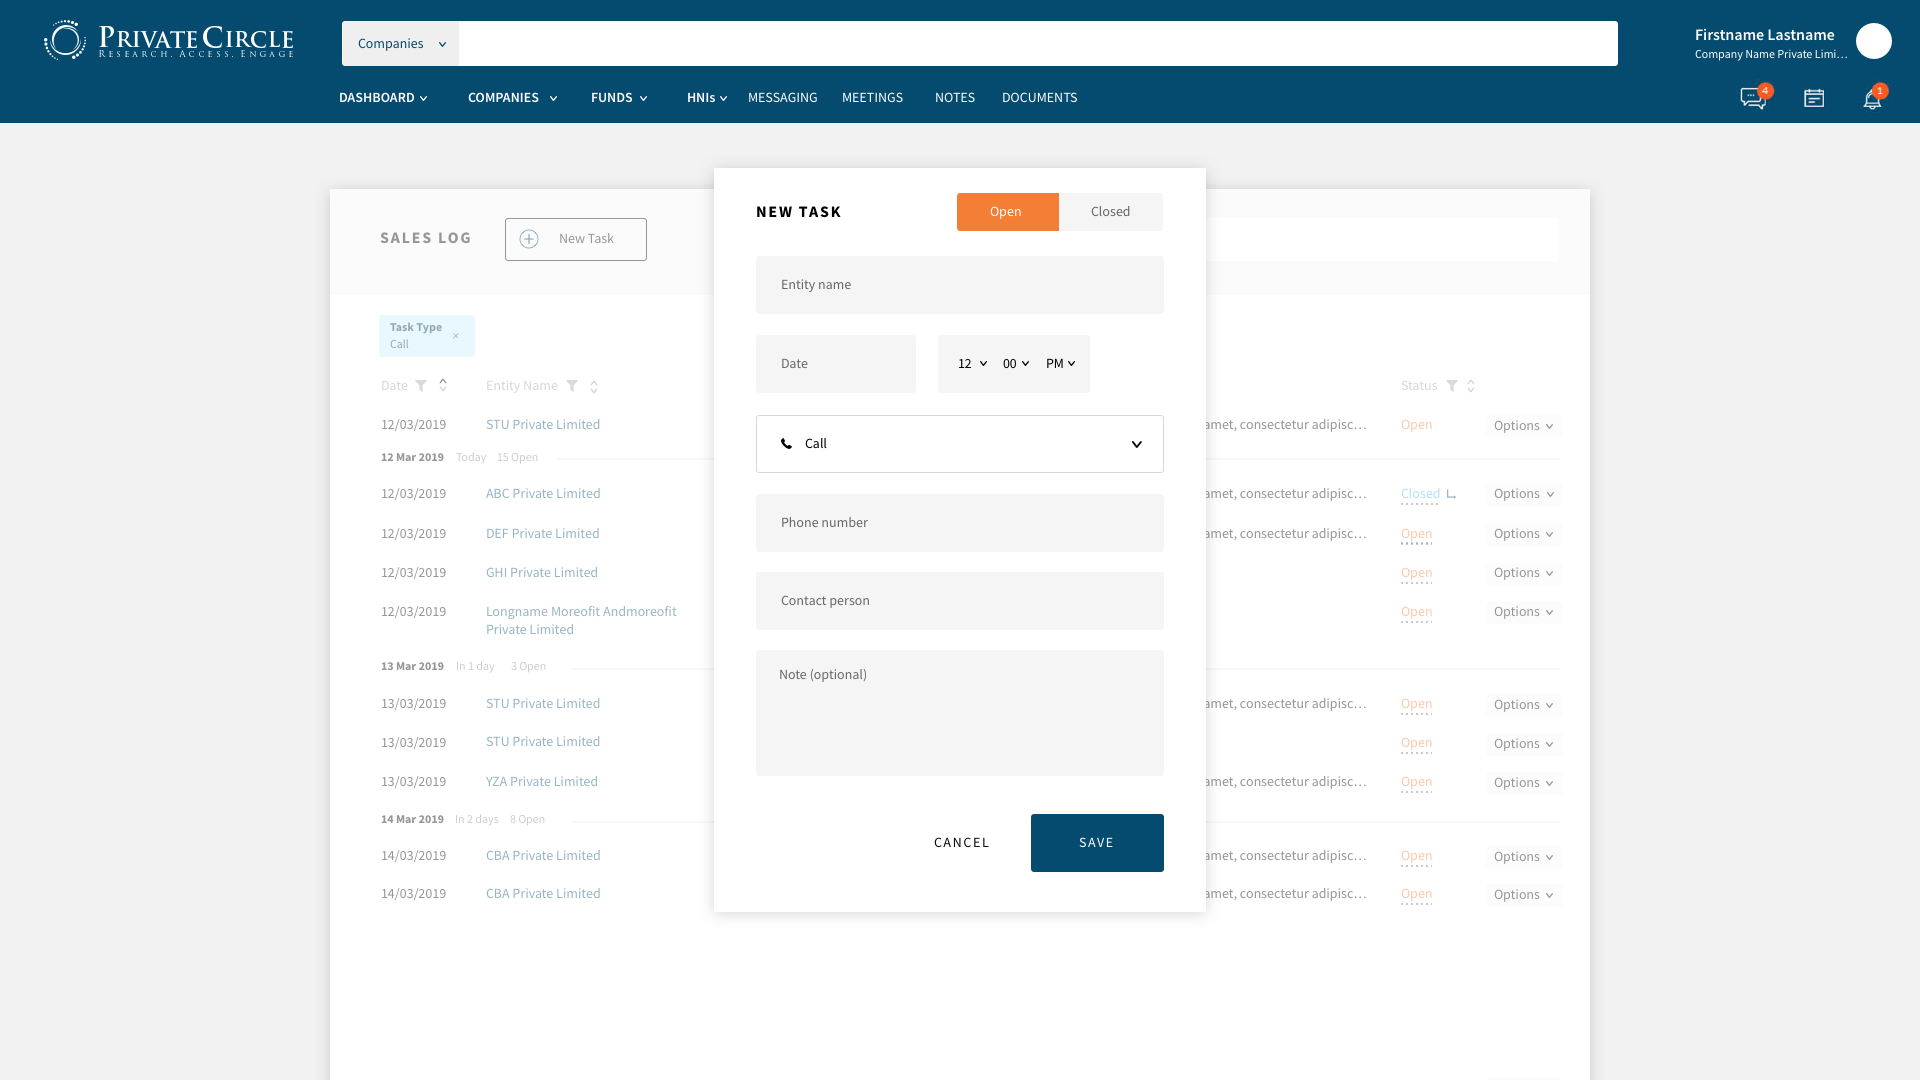 PRIVATECIRCLE
RESEARCH. ACCESS. ENGAGE
Companies
Firstname Lastname
Company Name Private Limi...
DASHBOARD COMPANIES FUNDS HNIs MESSAGING MEETINGS NOTES DOCUMENTS
4 1
SALES LOG
New Task
Task Type
Call
×
Date Entity Name Status
12/03/2019 STU Private Limited amet, consectetur adipisc... Open Options
12 Mar 2019 Today 15 Open
12/03/2019 ABC Private Limited amet, consectetur adipisc... Closed Options
12/03/2019 DEF Private Limited amet, consectetur adipisc... Open Options
12/03/2019 GHI Private Limited Open Options
12/03/2019 Longname Moreofit Andmoreofit Open Options
Private Limited
13 Mar 2019 In 1 day 3 Open
13/03/2019 STU Private Limited amet, consectetur adipisc... Open Options
13/03/2019 STU Private Limited Open Options
13/03/2019 YZA Private Limited amet, consectetur adipisc... Open Options
14 Mar 2019 In 2 days 8 Open
14/03/2019 CBA Private Limited amet, consectetur adipisc... Open Options
14/03/2019 CBA Private Limited amet, consectetur adipisc... Open Options
NEW TASK
Open Closed
Entity name
Date
12 00 PM
Call
Phone number
Contact person
Note (optional)
CANCEL SAVE